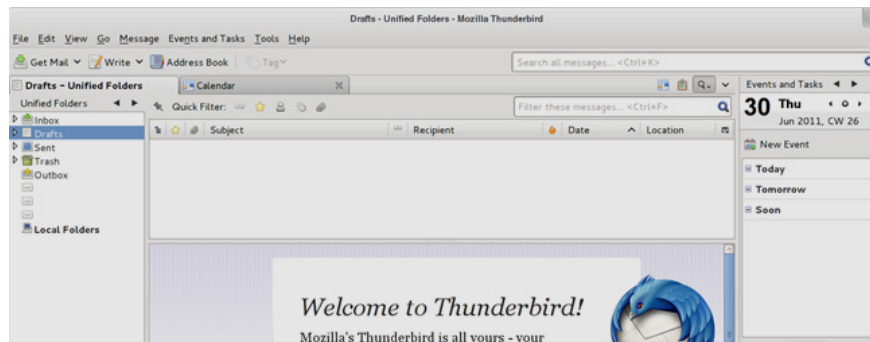 Drafts - Unified Folders - Mozilla Thunderbird
File Edit View Go Message Events and Tasks Tools Help
Get Mail Write Address Book Tag Search all messages... <Ctrl+K>
Drafts - Unified Folders Calendar Events and Tasks
Unified Folders Quick Filter: Filter these messages... <Ctrl+F> 30 Thu
Jun 2011, CW 26
Inbox
Drafts Subject Recipient Date Location
Sent New Event
Trash Today
Outbox Tomorrow
Soon
Local Folders
Welcome to Thunderbird!
Mozilla's Thunderbird is all yours - your